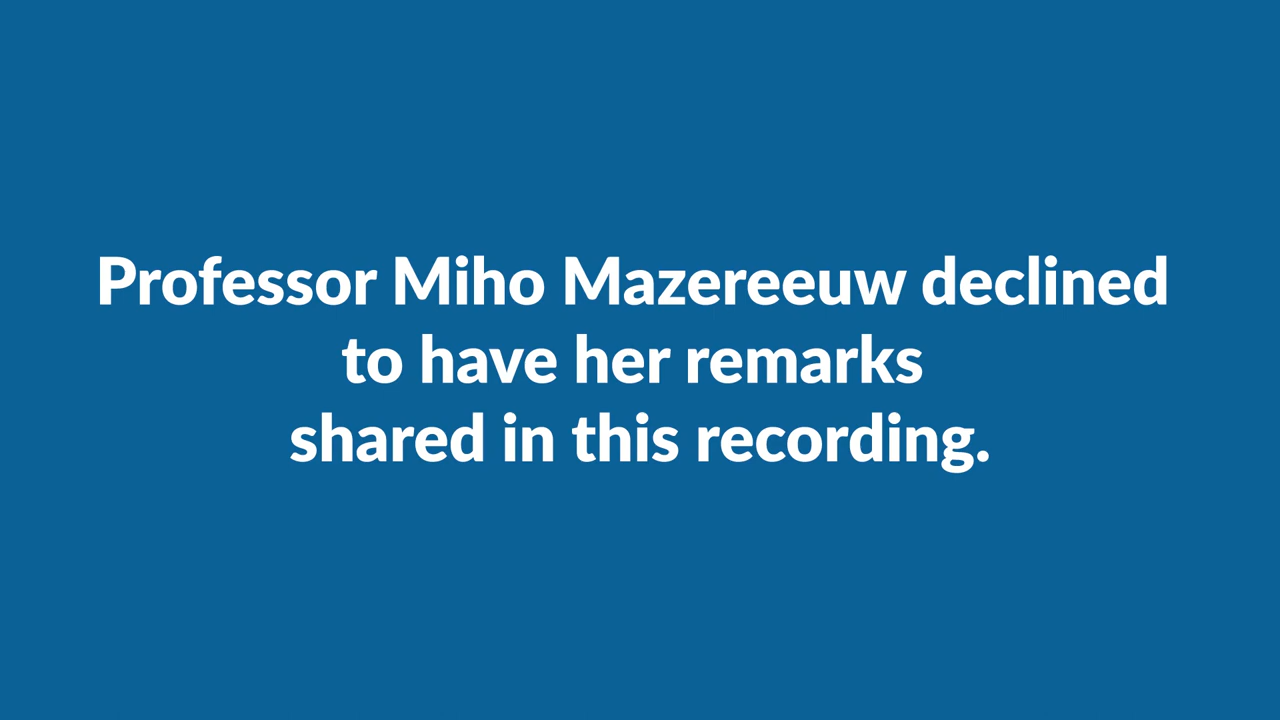 Professor Miho Mazereeuw declined
to have her remarks
shared in this recording.